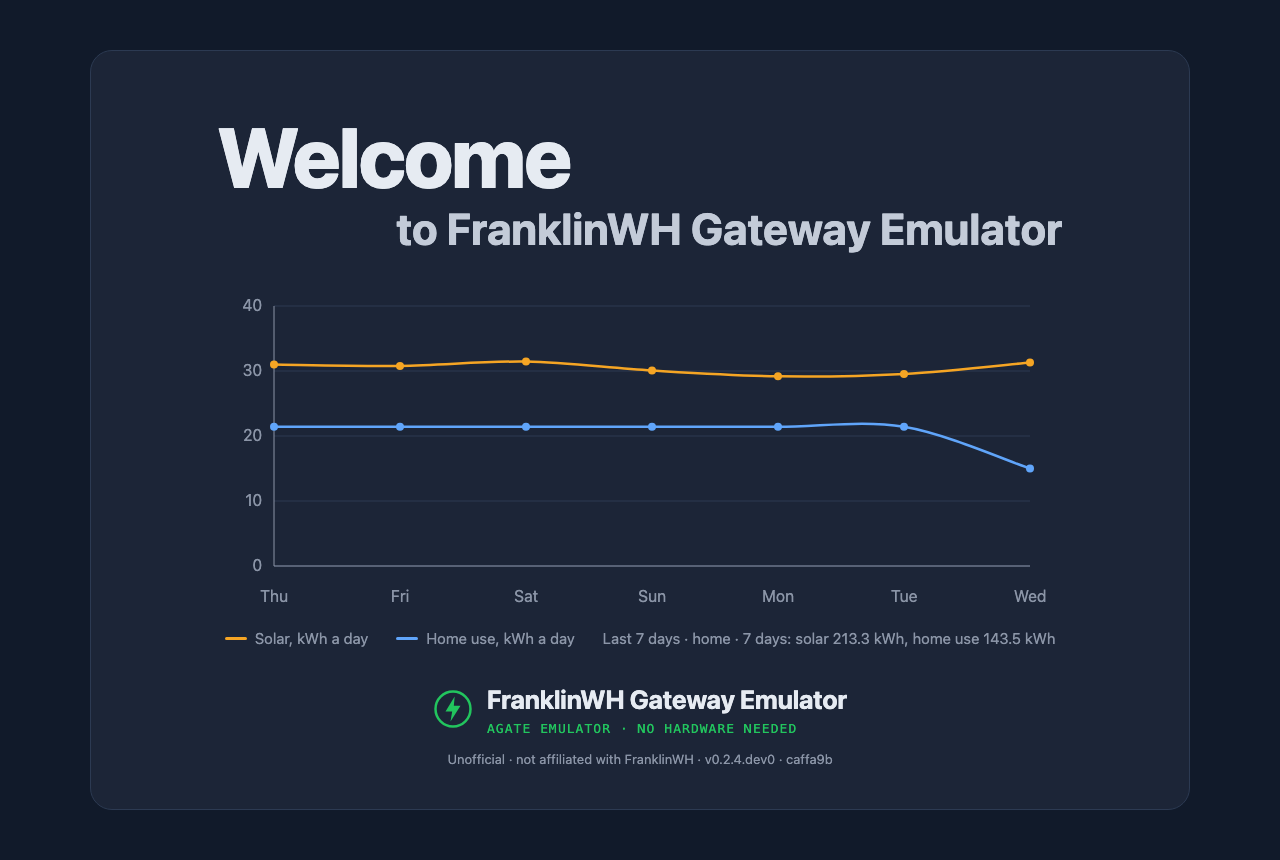 Welcome
to FranklinWH Gateway Emulator
40
30
20
10
0
Thu Fri Sat Sun Mon Tue Wed
Solar, kWh a day Home use, kWh a day Last 7 days · home · 7 days: solar 213.3 kWh, home use 143.5 kWh
FranklinWH Gateway Emulator
AGATE EMULATOR · NO HARDWARE NEEDED
Unofficial · not affiliated with FranklinWH · v0.2.4.dev0 · caffa9b